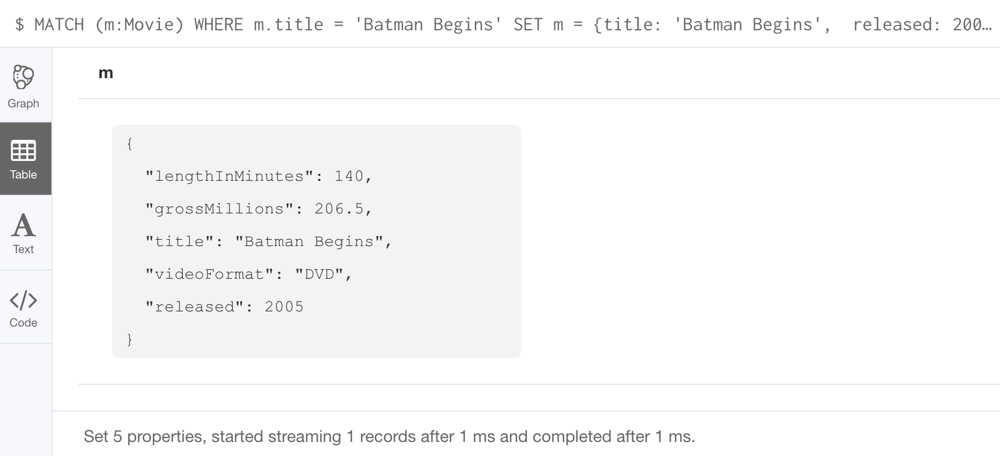 $ MATCH (m:Movie) WHERE m.title = 'Batman Begins' SET m = {title: 'Batman Begins',  released: 200…
Graph
Table
Text
Code
m
{
"lengthInMinutes": 140,
"grossMillions": 206.5,
"title": "Batman Begins",
"videoFormat": "DVD",
"released": 2005
}
Set 5 properties, started streaming 1 records after 1 ms and completed after 1 ms.